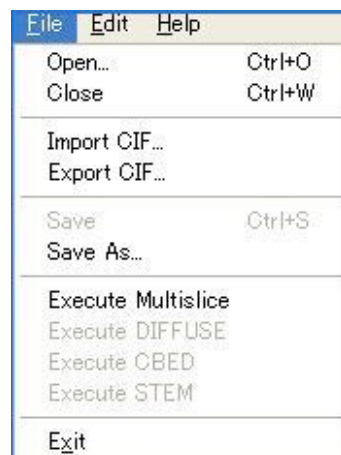 File Edit Help
Open... Ctrl+O
Close Ctrl+W
Import CIF...
Export CIF...
Save Ctrl+S
Save As...
Execute Multislice
Execute DIFFUSE
Execute CBED
Execute STEM
Exit